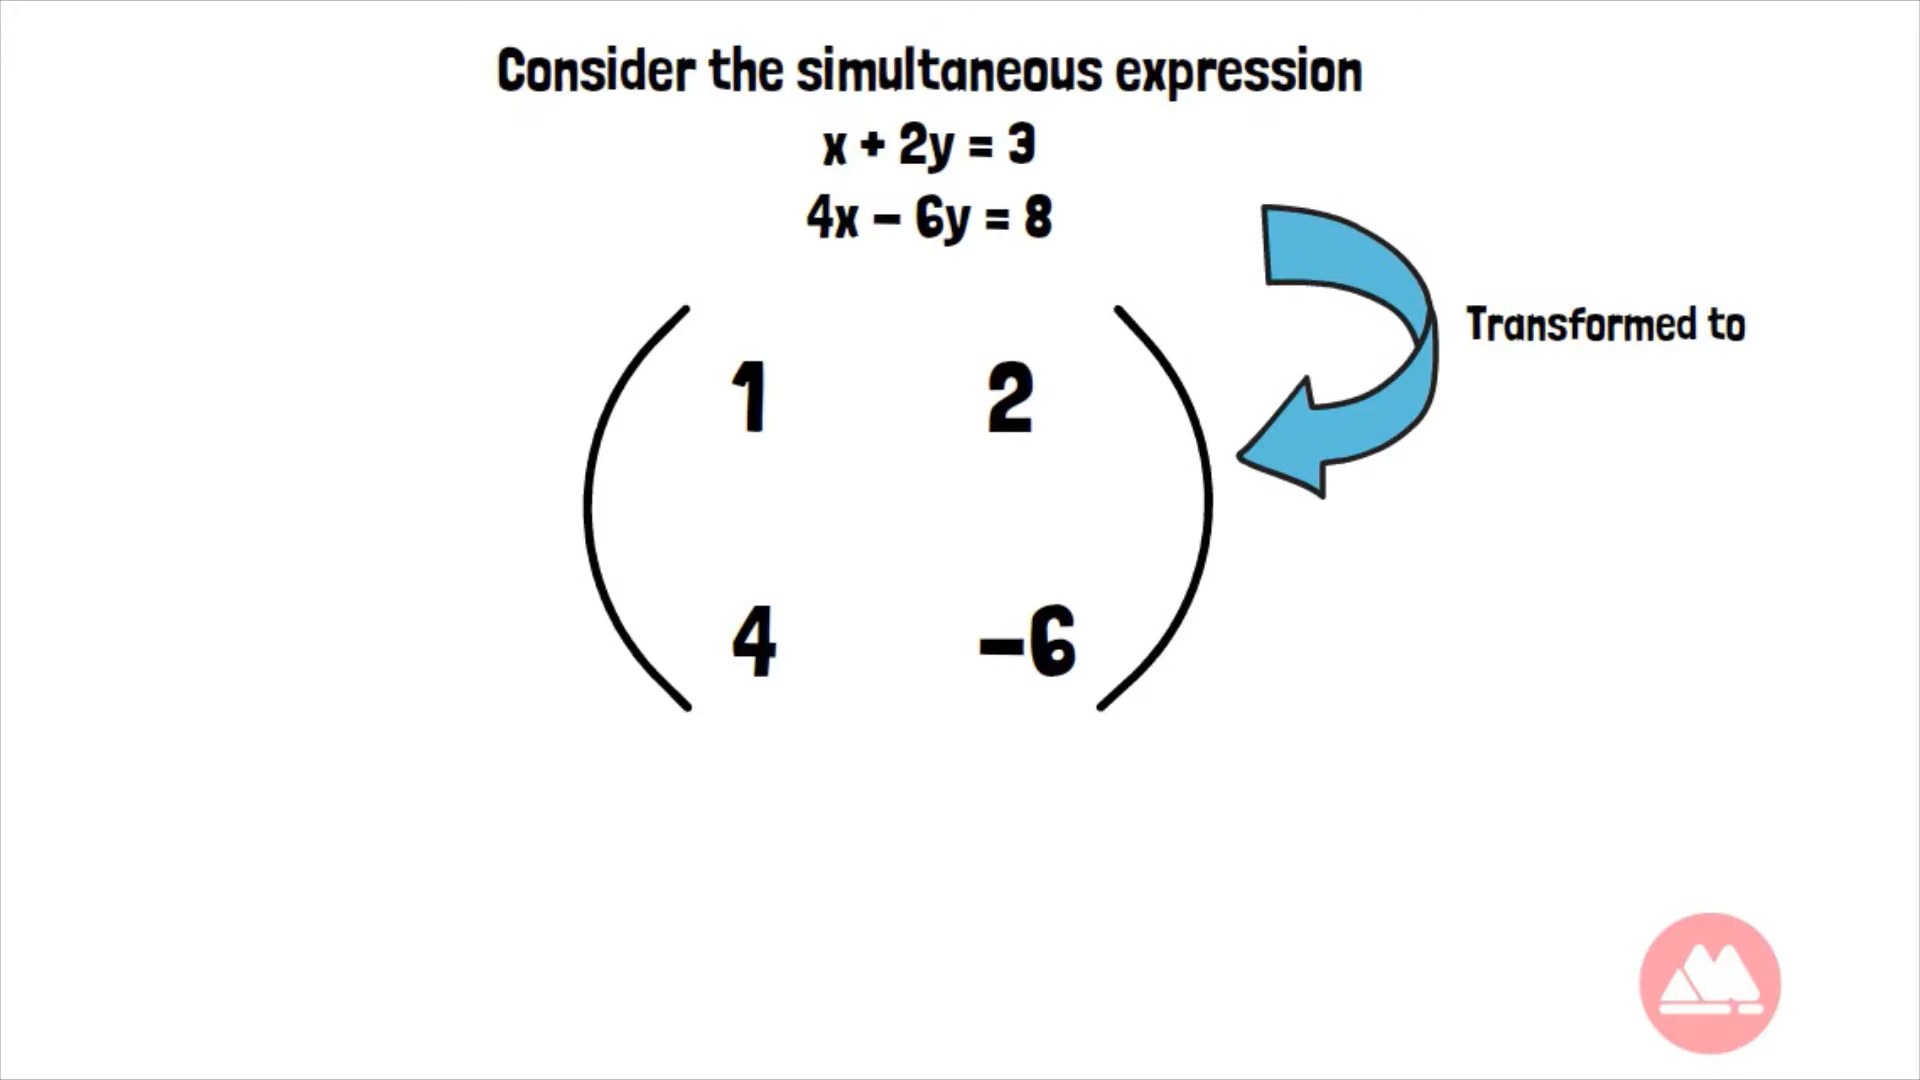 Consider the simultaneous expression
x + 2y = 3
4x – 6y = 8
Transformed to
1 2
4 –6